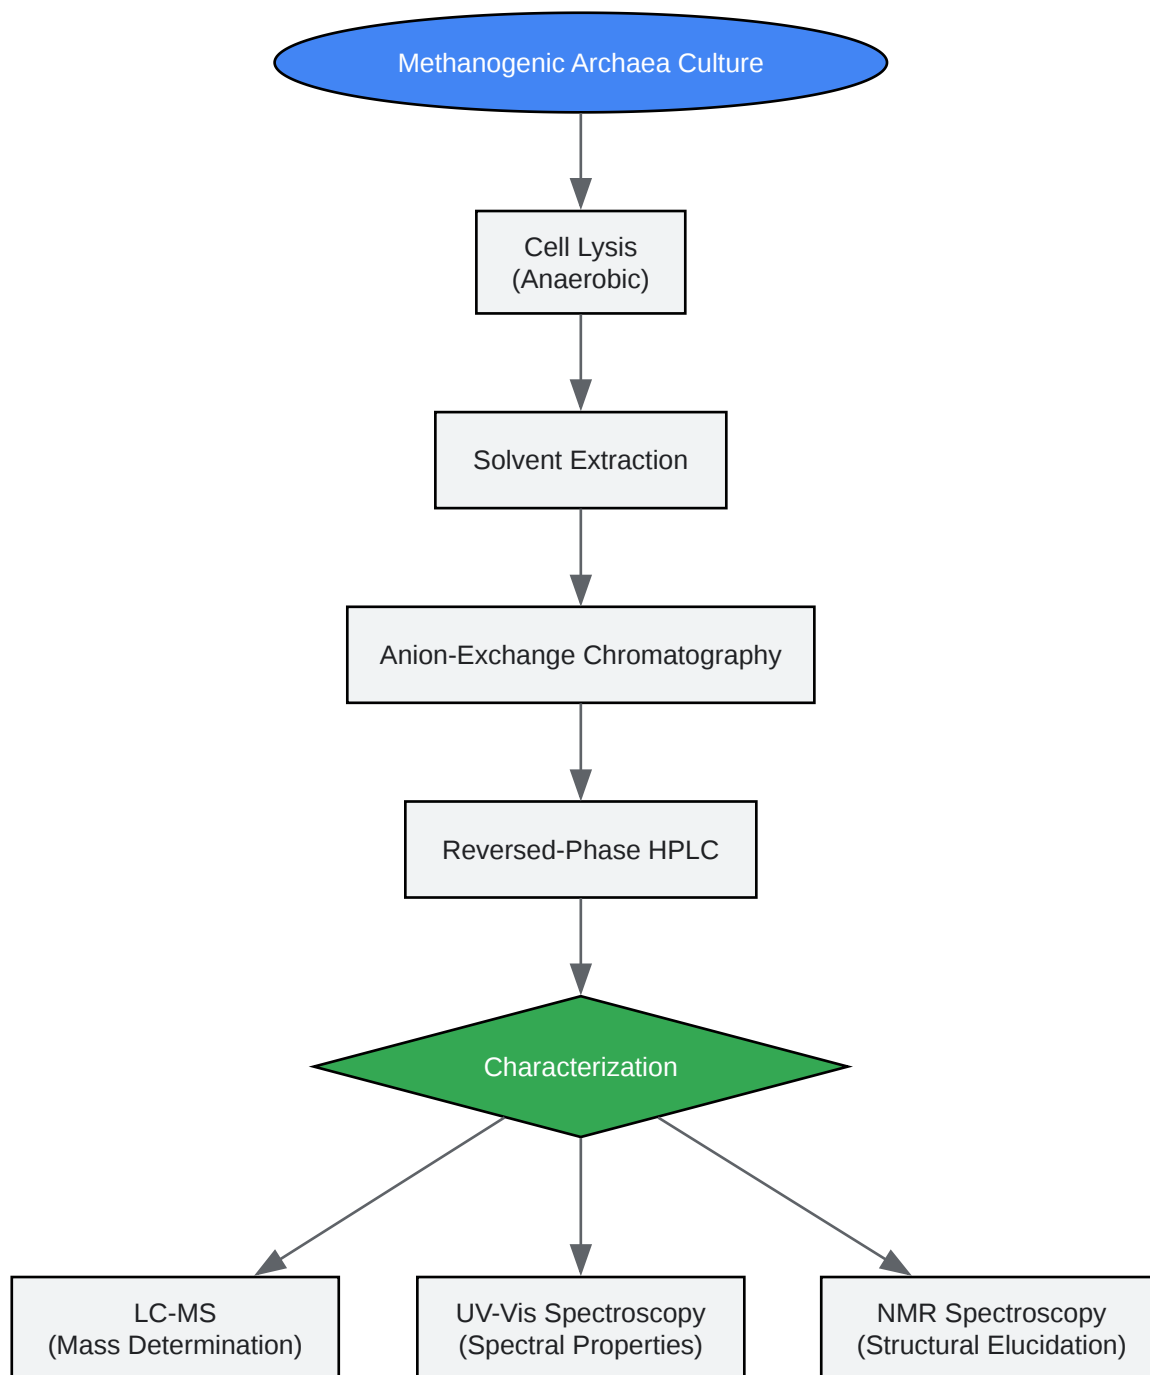 Methanogenic Archaea Culture
Cell Lysis
(Anaerobic)
Solvent Extraction
Anion-Exchange Chromatography
Reversed-Phase HPLC
Characterization
LC-MS
(Mass Determination)
UV-Vis Spectroscopy
(Spectral Properties)
NMR Spectroscopy
(Structural Elucidation)